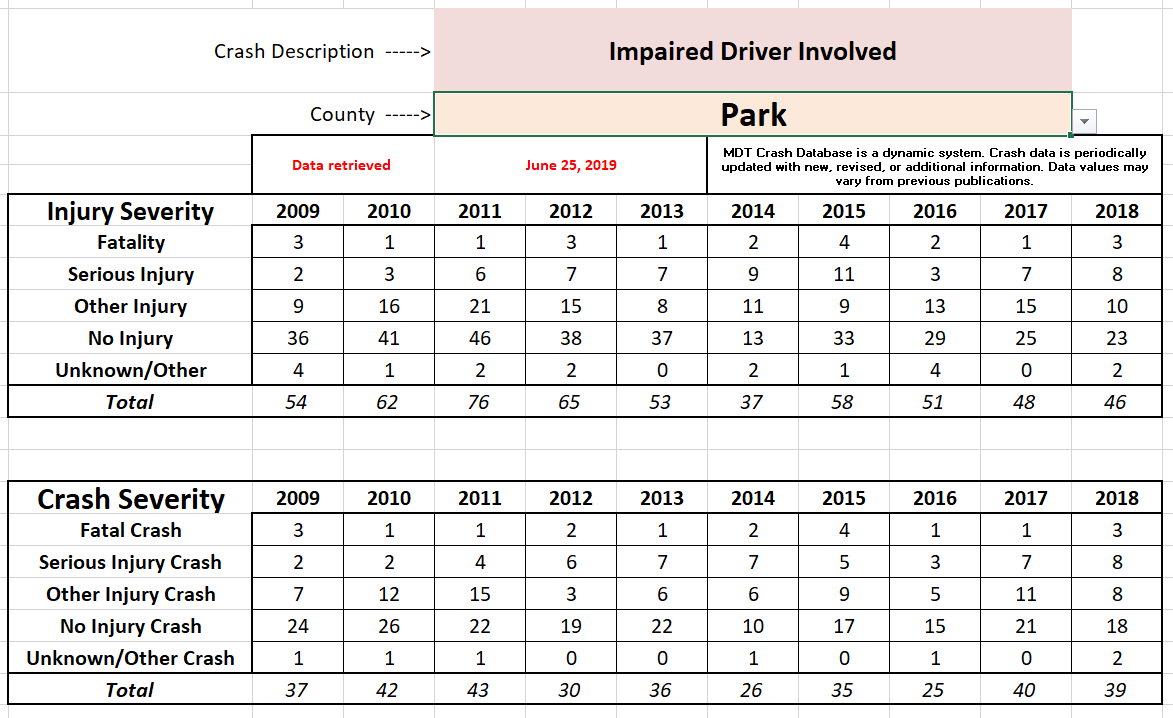 Crash Description ----->
Impaired Driver Involved
County ----->
Park
Data retrieved
June 25, 2019
MDT Crash Database is a dynamic system. Crash data is periodically
updated with new, revised, or additional information. Data values may
vary from previous publications.
Injury Severity 2009 2010 2011 2012 2013 2014 2015 2016 2017 2018
Fatality 3 1 1 3 1 2 4 2 1 3
Serious Injury 2 3 6 7 7 9 11 3 7 8
Other Injury 9 16 21 15 8 11 9 13 15 10
No Injury 36 41 46 38 37 13 33 29 25 23
Unknown/Other 4 1 2 2 0 2 1 4 0 2
Total 54 62 76 65 53 37 58 51 48 46
Crash Severity 2009 2010 2011 2012 2013 2014 2015 2016 2017 2018
Fatal Crash 3 1 1 2 1 2 4 1 1 3
Serious Injury Crash 2 2 4 6 7 7 5 3 7 8
Other Injury Crash 7 12 15 3 6 6 9 5 11 8
No Injury Crash 24 26 22 19 22 10 17 15 21 18
Unknown/Other Crash 1 1 1 0 0 1 0 1 0 2
Total 37 42 43 30 36 26 35 25 40 39